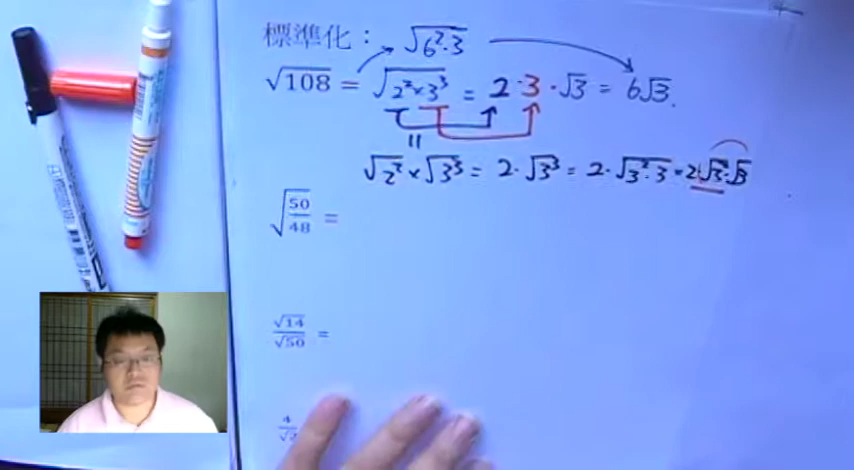 標準化： √(6²·3)
√108 = √(2²×3³) = 2·3·√3 = 6√3.
√2² × √3³ = 2·√3³ = 2·√(3²·3) = 2·√3²·√3
√(50/48) =
√14/√50 =
4